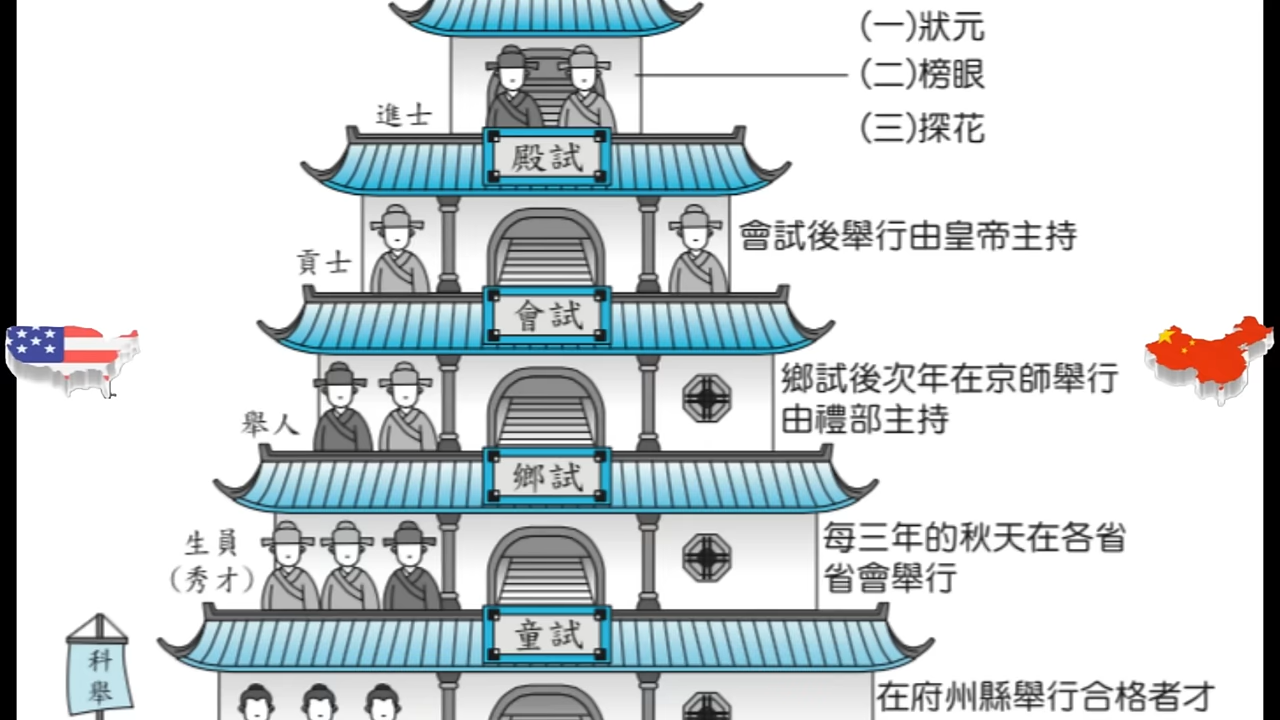 (一)狀元
(二)榜眼
(三)探花
進士
殿試
會試後舉行由皇帝主持
貢士
會試
鄉試後次年在京師舉行
由禮部主持
舉人
鄉試
每三年的秋天在各省
省會舉行
生員
(秀才)
童試
科
舉
在府州縣舉行合格者才